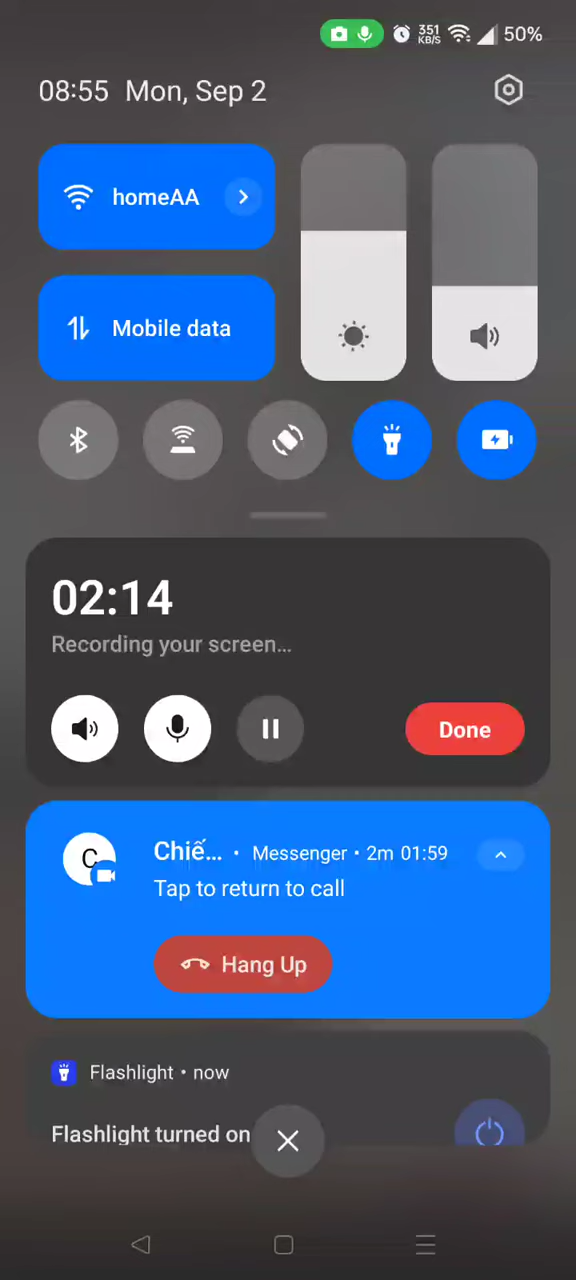 351
KB/S
50%
08:55 Mon, Sep 2
homeAA
Mobile data
02:14
Recording your screen...
Done
C
Chiế... • Messenger • 2m 01:59
Tap to return to call
Hang Up
Flashlight • now
Flashlight turned on